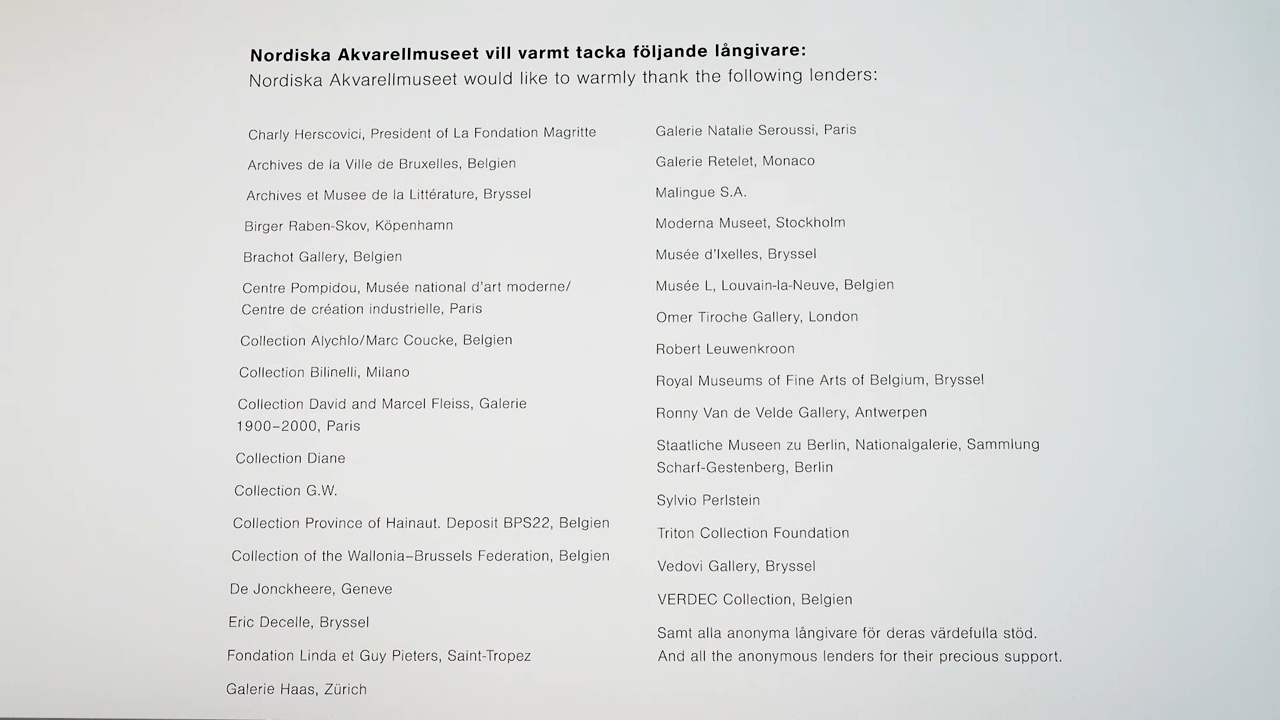 Nordiska Akvarellmuseet vill varmt tacka följande långivare:
Nordiska Akvarellmuseet would like to warmly thank the following lenders:
Charly Herscovici, President of La Fondation Magritte
Archives de la Ville de Bruxelles, Belgien
Archives et Musee de la Littérature, Bryssel
Birger Raben-Skov, Köpenhamn
Brachot Gallery, Belgien
Centre Pompidou, Musée national d'art moderne/
Centre de création industrielle, Paris
Collection Alychlo/Marc Coucke, Belgien
Collection Bilinelli, Milano
Collection David and Marcel Fleiss, Galerie
1900–2000, Paris
Collection Diane
Collection G.W.
Collection Province of Hainaut. Deposit BPS22, Belgien
Collection of the Wallonia–Brussels Federation, Belgien
De Jonckheere, Geneve
Eric Decelle, Bryssel
Fondation Linda et Guy Pieters, Saint-Tropez
Galerie Haas, Zürich
Galerie Natalie Seroussi, Paris
Galerie Retelet, Monaco
Malingue S.A.
Moderna Museet, Stockholm
Musée d'Ixelles, Bryssel
Musée L, Louvain-la-Neuve, Belgien
Omer Tiroche Gallery, London
Robert Leuwenkroon
Royal Museums of Fine Arts of Belgium, Bryssel
Ronny Van de Velde Gallery, Antwerpen
Staatliche Museen zu Berlin, Nationalgalerie, Sammlung
Scharf-Gestenberg, Berlin
Sylvio Perlstein
Triton Collection Foundation
Vedovi Gallery, Bryssel
VERDEC Collection, Belgien
Samt alla anonyma långivare för deras värdefulla stöd.
And all the anonymous lenders for their precious support.